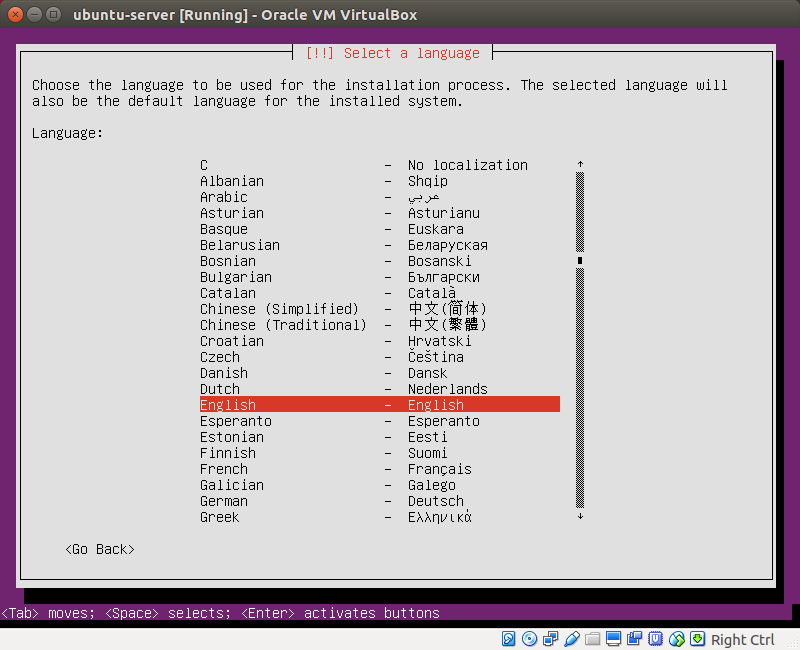 ubuntu-server [Running] - Oracle VM VirtualBox
[!!] Select a language
Choose the language to be used for the installation process. The selected language will
also be the default language for the installed system.
Language:
C - No localization
Albanian - Shqip
Arabic - عربي
Asturian - Asturianu
Basque - Euskara
Belarusian - Беларуская
Bosnian - Bosanski
Bulgarian - Български
Catalan - Català
Chinese (Simplified) - 中文(简体)
Chinese (Traditional) - 中文(繁體)
Croatian - Hrvatski
Czech - Čeština
Danish - Dansk
Dutch - Nederlands
English - English
Esperanto - Esperanto
Estonian - Eesti
Finnish - Suomi
French - Français
Galician - Galego
German - Deutsch
Greek - Ελληνικά
<Go Back>
<Tab> moves; <Space> selects; <Enter> activates buttons
Right Ctrl